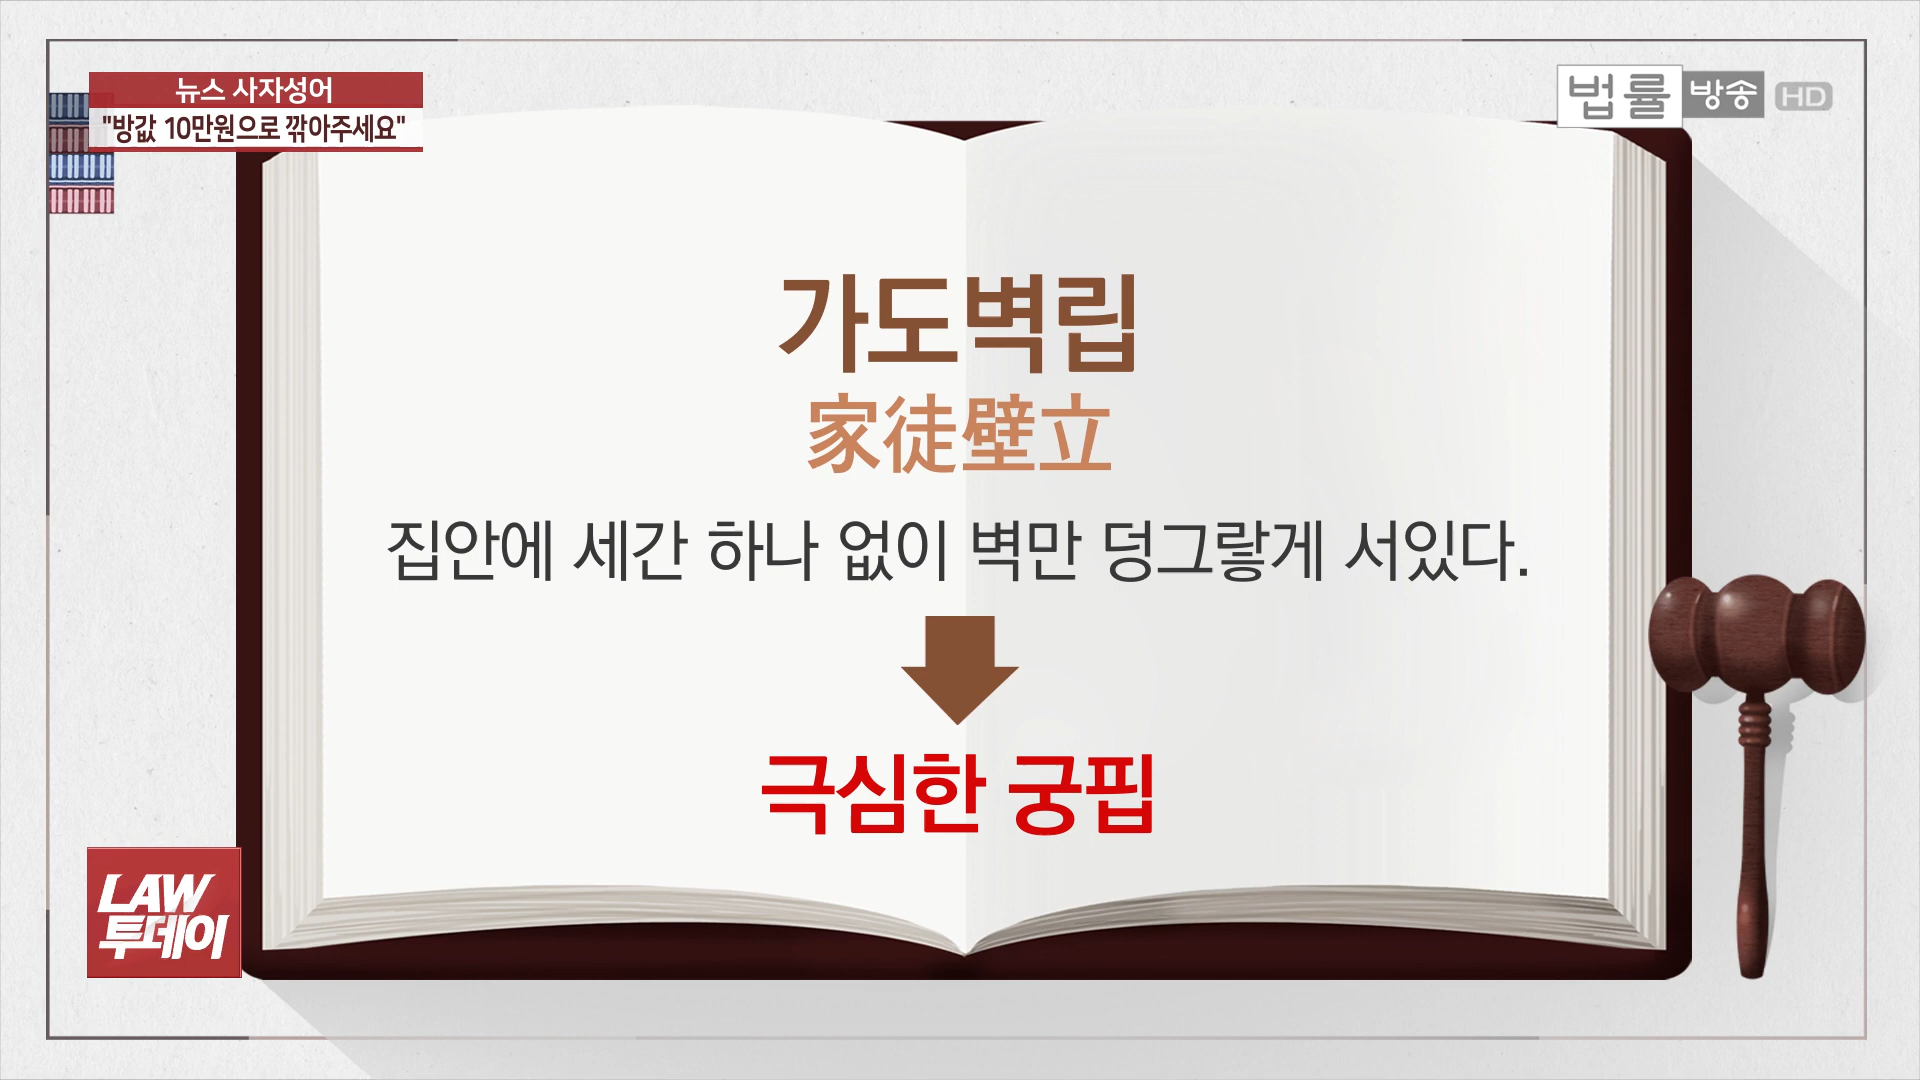 뉴스 사자성어
"방값 10만원으로 깎아주세요"
법률방송 HD
가도벽립
家徒壁立
집안에 세간 하나 없이 벽만 덩그랗게 서있다.
극심한 궁핍
LAW
투데이